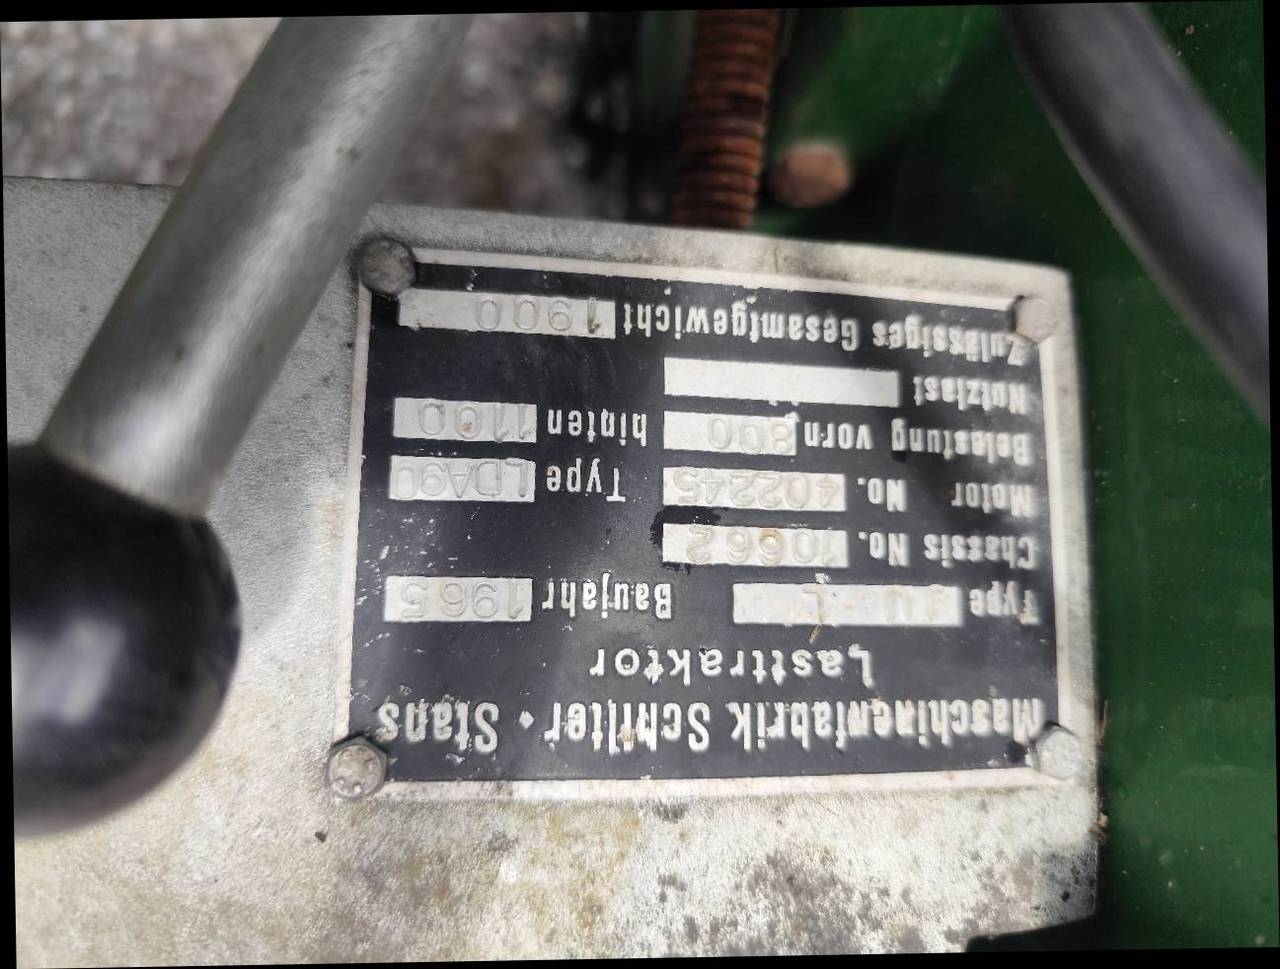 Maschinenfabrik Schilter · Stans
Lasttraktor
Type Baujahr 1965
Chassis No. 10662
Motor No. 402245 Type LDA90
Belastung vorn 800 hinten 1100
Nutzlast
Zulässiges Gesamtgewicht 1900